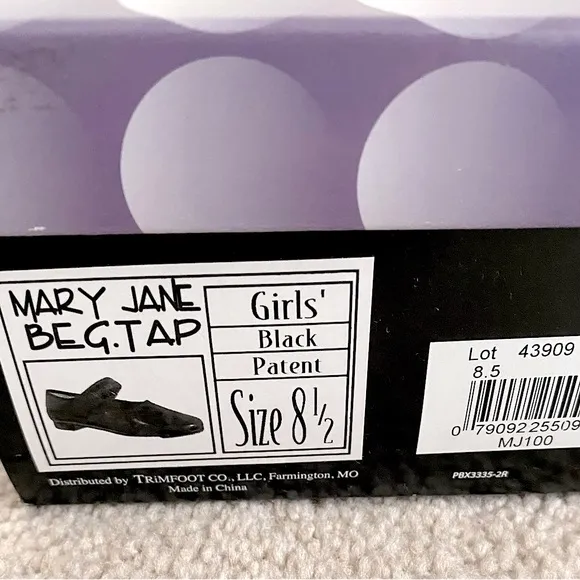 MARY JANE
BEG.TAP
Girls'
Black
Patent
Size 8 1/2
Distributed by TRIMFOOT CO., LLC, Farmington, MO
Made in China
Lot 43909
8.5
0 79092 25509
MJ100
PBX3335-2R